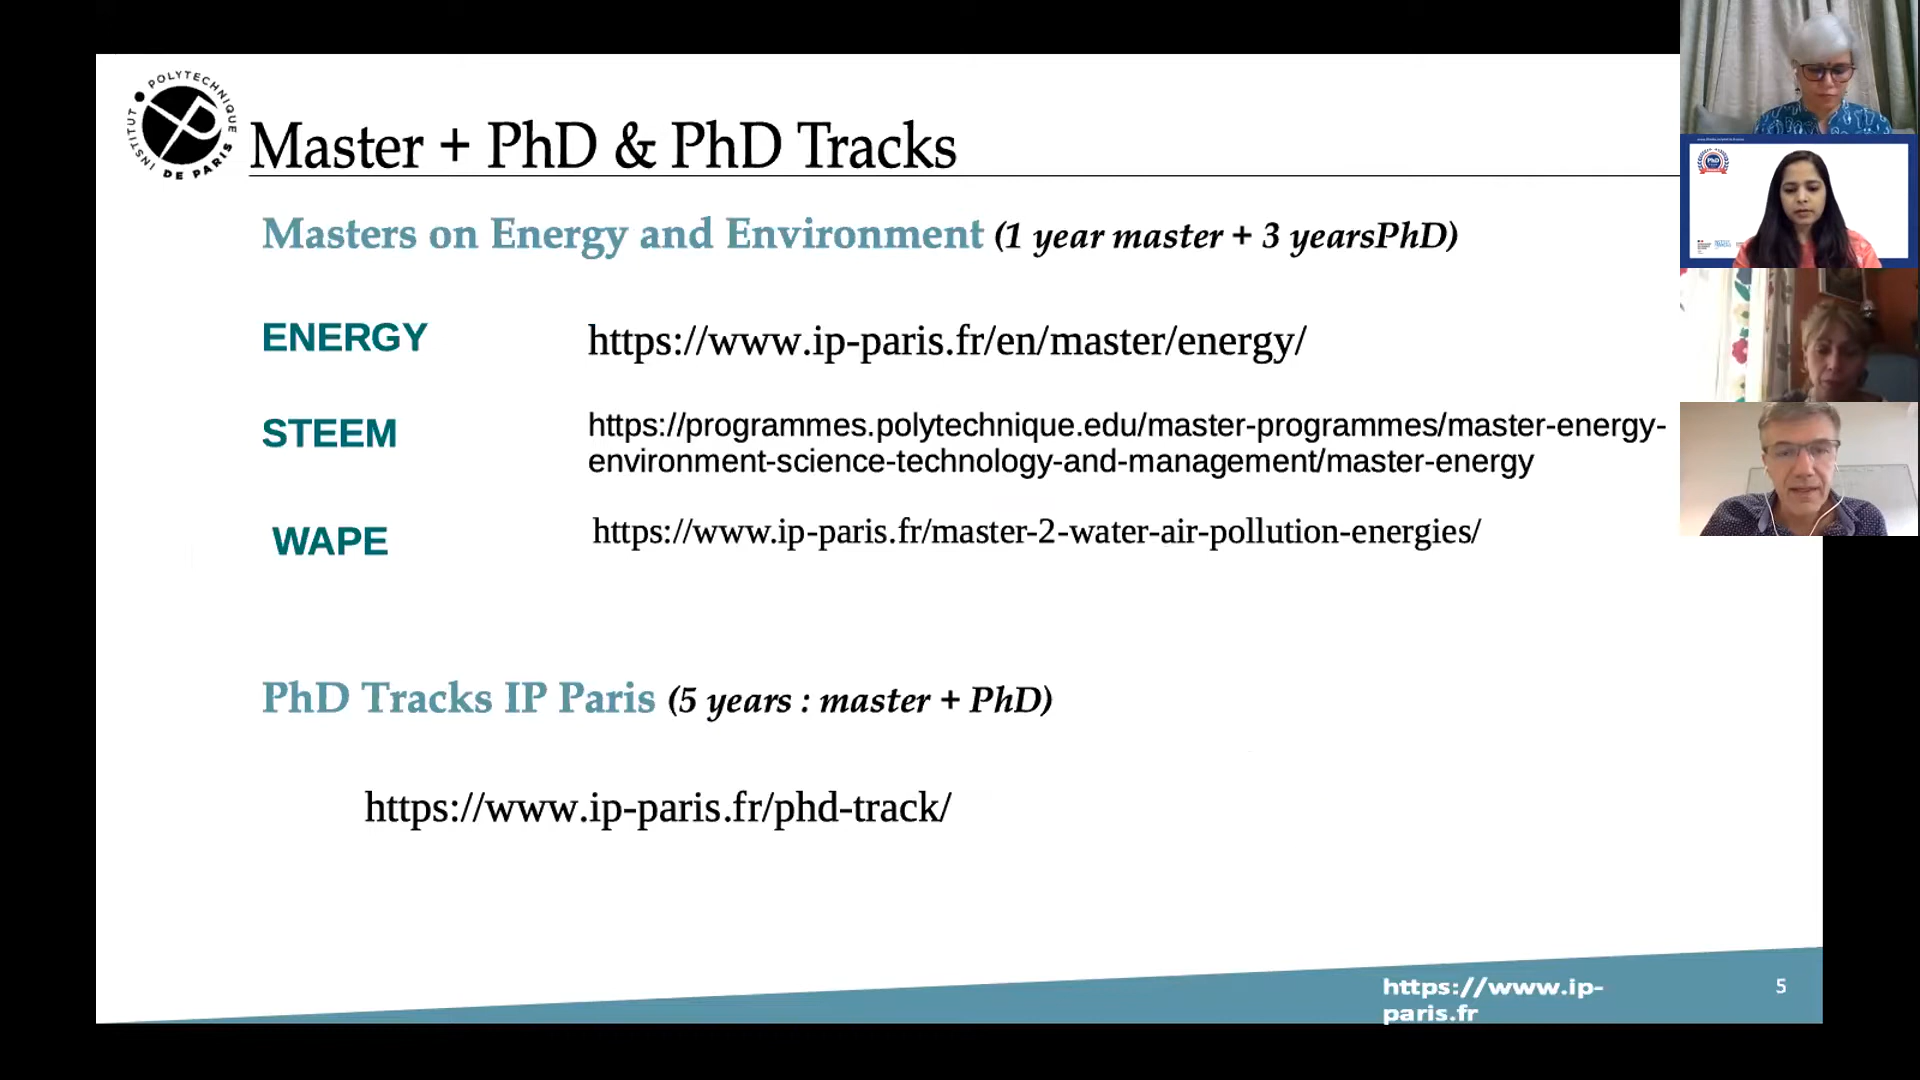 INSTITUT POLYTECHNIQUE DE PARIS
Master + PhD & PhD Tracks
Masters on Energy and Environment (1 year master + 3 yearsPhD)
ENERGY https://www.ip-paris.fr/en/master/energy/
STEEM https://programmes.polytechnique.edu/master-programmes/master-energy-
environment-science-technology-and-management/master-energy
WAPE https://www.ip-paris.fr/master-2-water-air-pollution-energies/
PhD Tracks IP Paris (5 years : master + PhD)
https://www.ip-paris.fr/phd-track/
https://www.ip-
paris.fr
5
PhD